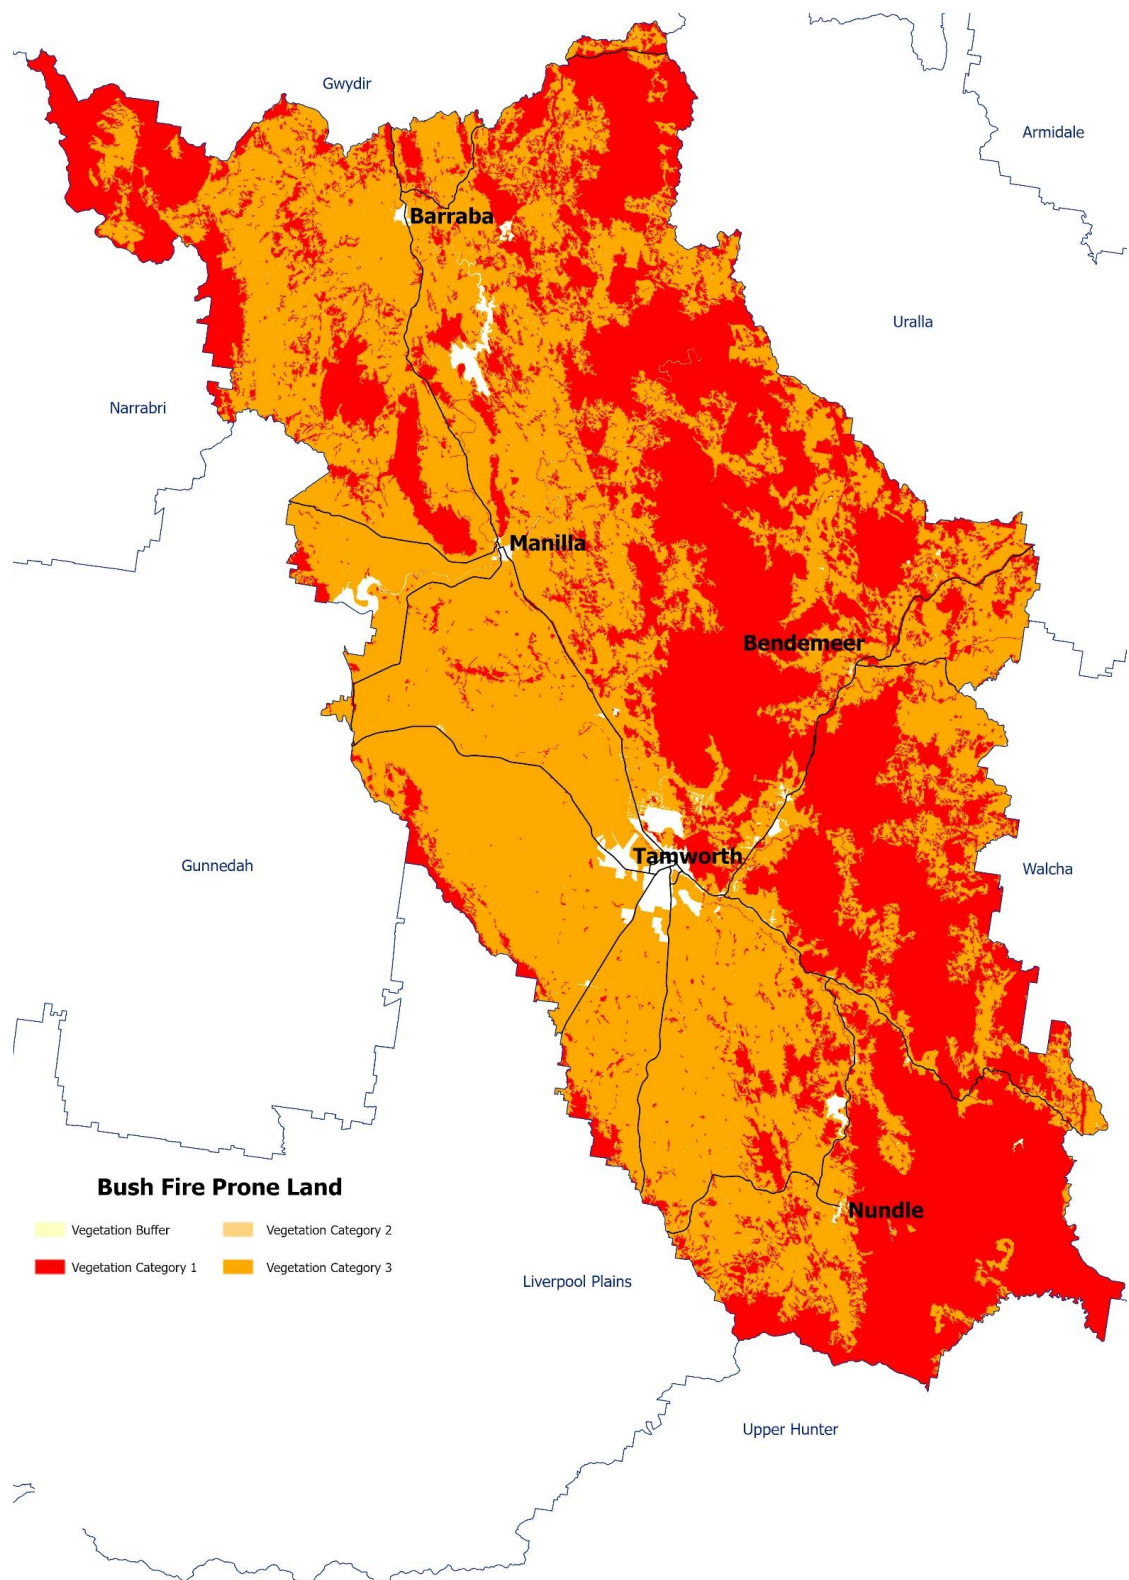 Gwydir
Armidale
Barraba
Uralla
Narrabri
Manilla
Bendemeer
Tamworth
Gunnedah
Walcha
Bush Fire Prone Land
Vegetation Buffer
Vegetation Category 2
Vegetation Category 1
Vegetation Category 3
Nundle
Liverpool Plains
Upper Hunter